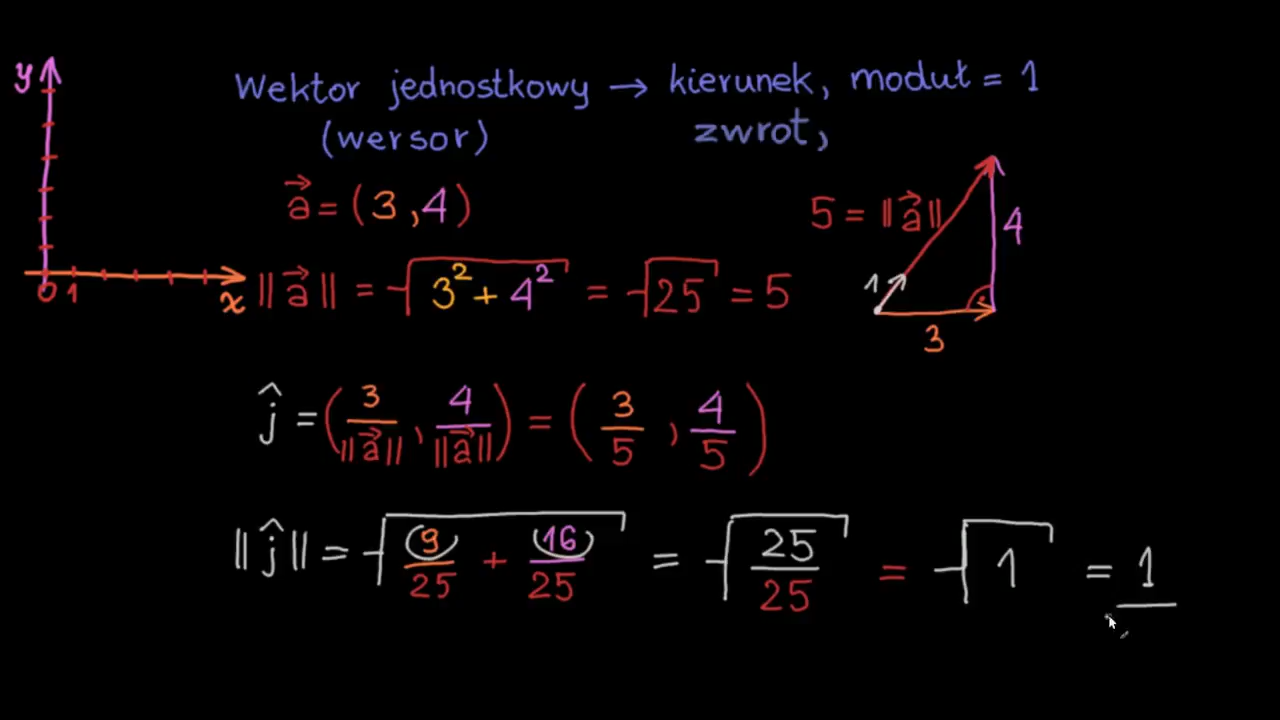 y
Wektor jednostkowy → kierunek, moduł = 1
(wersor) zwrot,
a⃗ = (3,4)
5 = ||a⃗||
4
0 1 x
||a⃗|| = √(3² + 4²) = √25 = 5
1
3
ĵ = (3/||a⃗||, 4/||a⃗||) = (3/5, 4/5)
||ĵ|| = √(9/25 + 16/25) = √(25/25) = √1 = 1